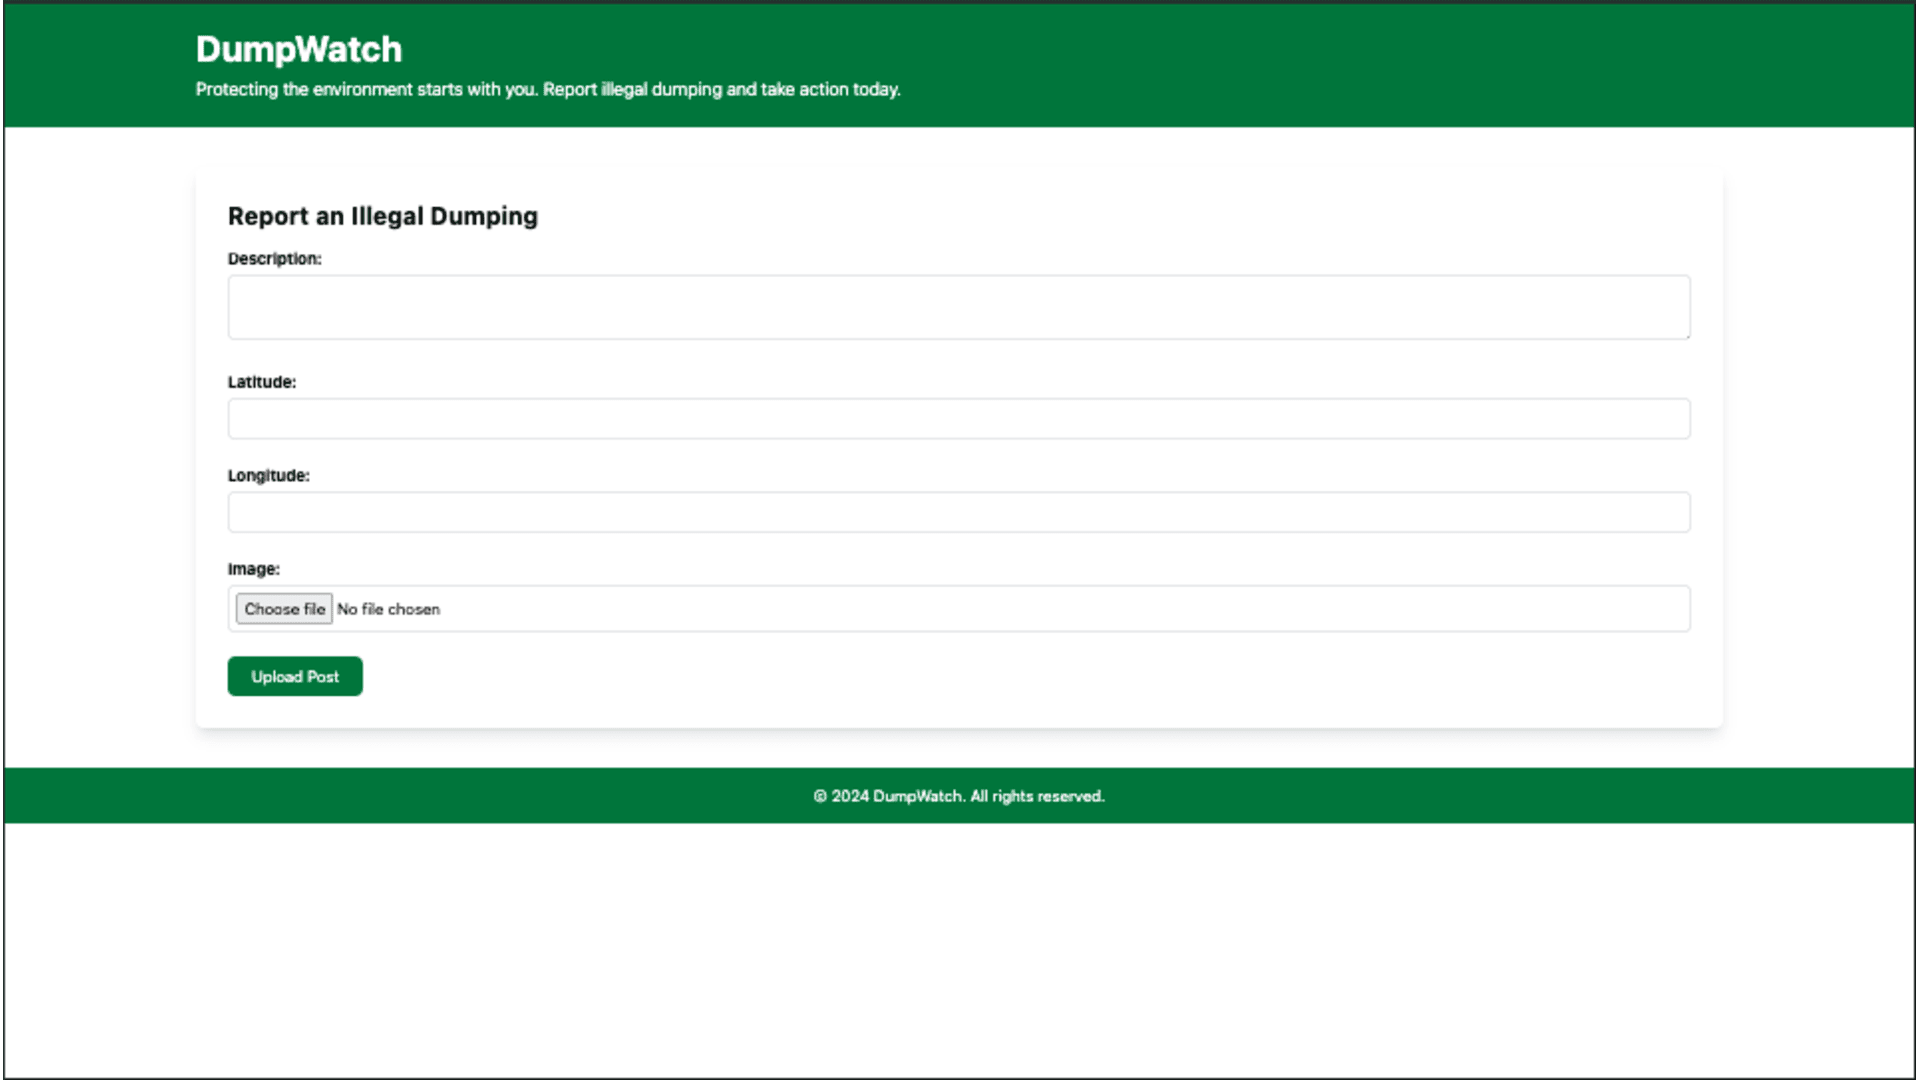 DumpWatch
Protecting the environment starts with you. Report illegal dumping and take action today.
Report an Illegal Dumping
Description:
Latitude:
Longitude:
Image:
Choose file No file chosen
Upload Post
© 2024 DumpWatch. All rights reserved.